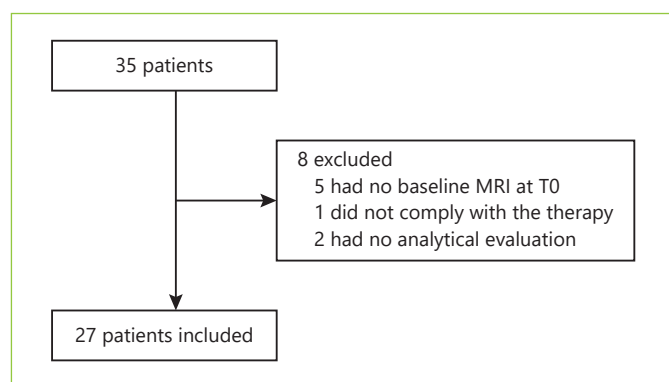 35 patients
8 excluded
5 had no baseline MRI at T0
1 did not comply with the therapy
2 had no analytical evaluation
27 patients included